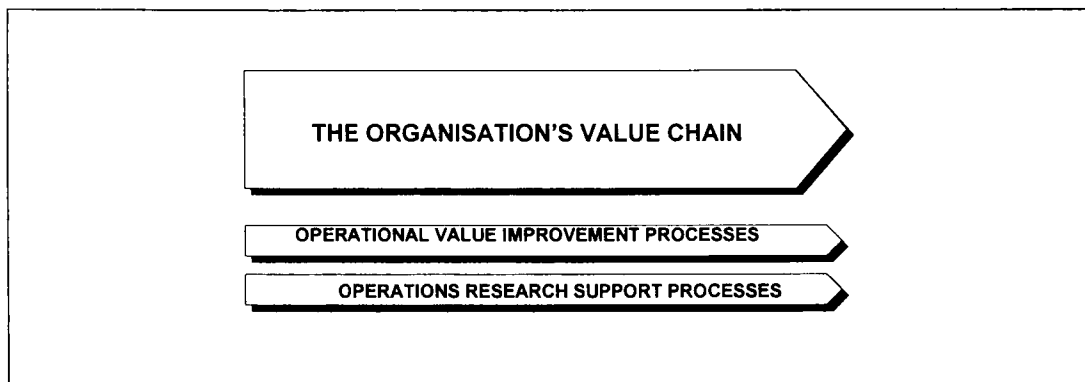 THE ORGANISATION'S VALUE CHAIN
OPERATIONAL VALUE IMPROVEMENT PROCESSES
OPERATIONS RESEARCH SUPPORT PROCESSES